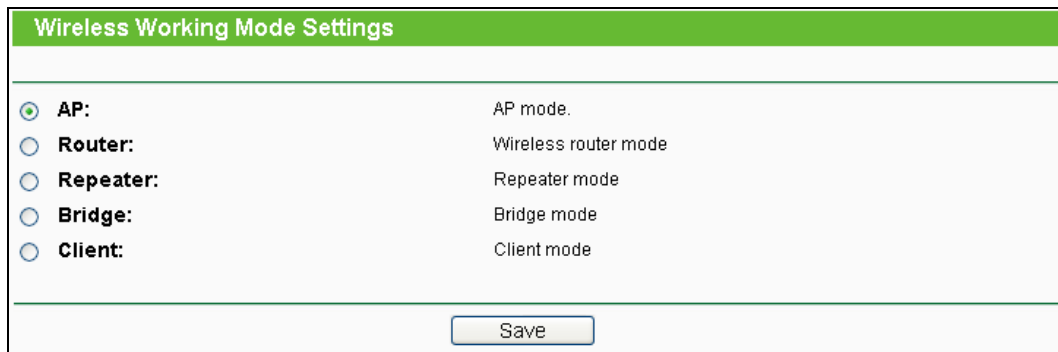 Wireless Working Mode Settings
AP: AP mode.
Router: Wireless router mode
Repeater: Repeater mode
Bridge: Bridge mode
Client: Client mode
Save